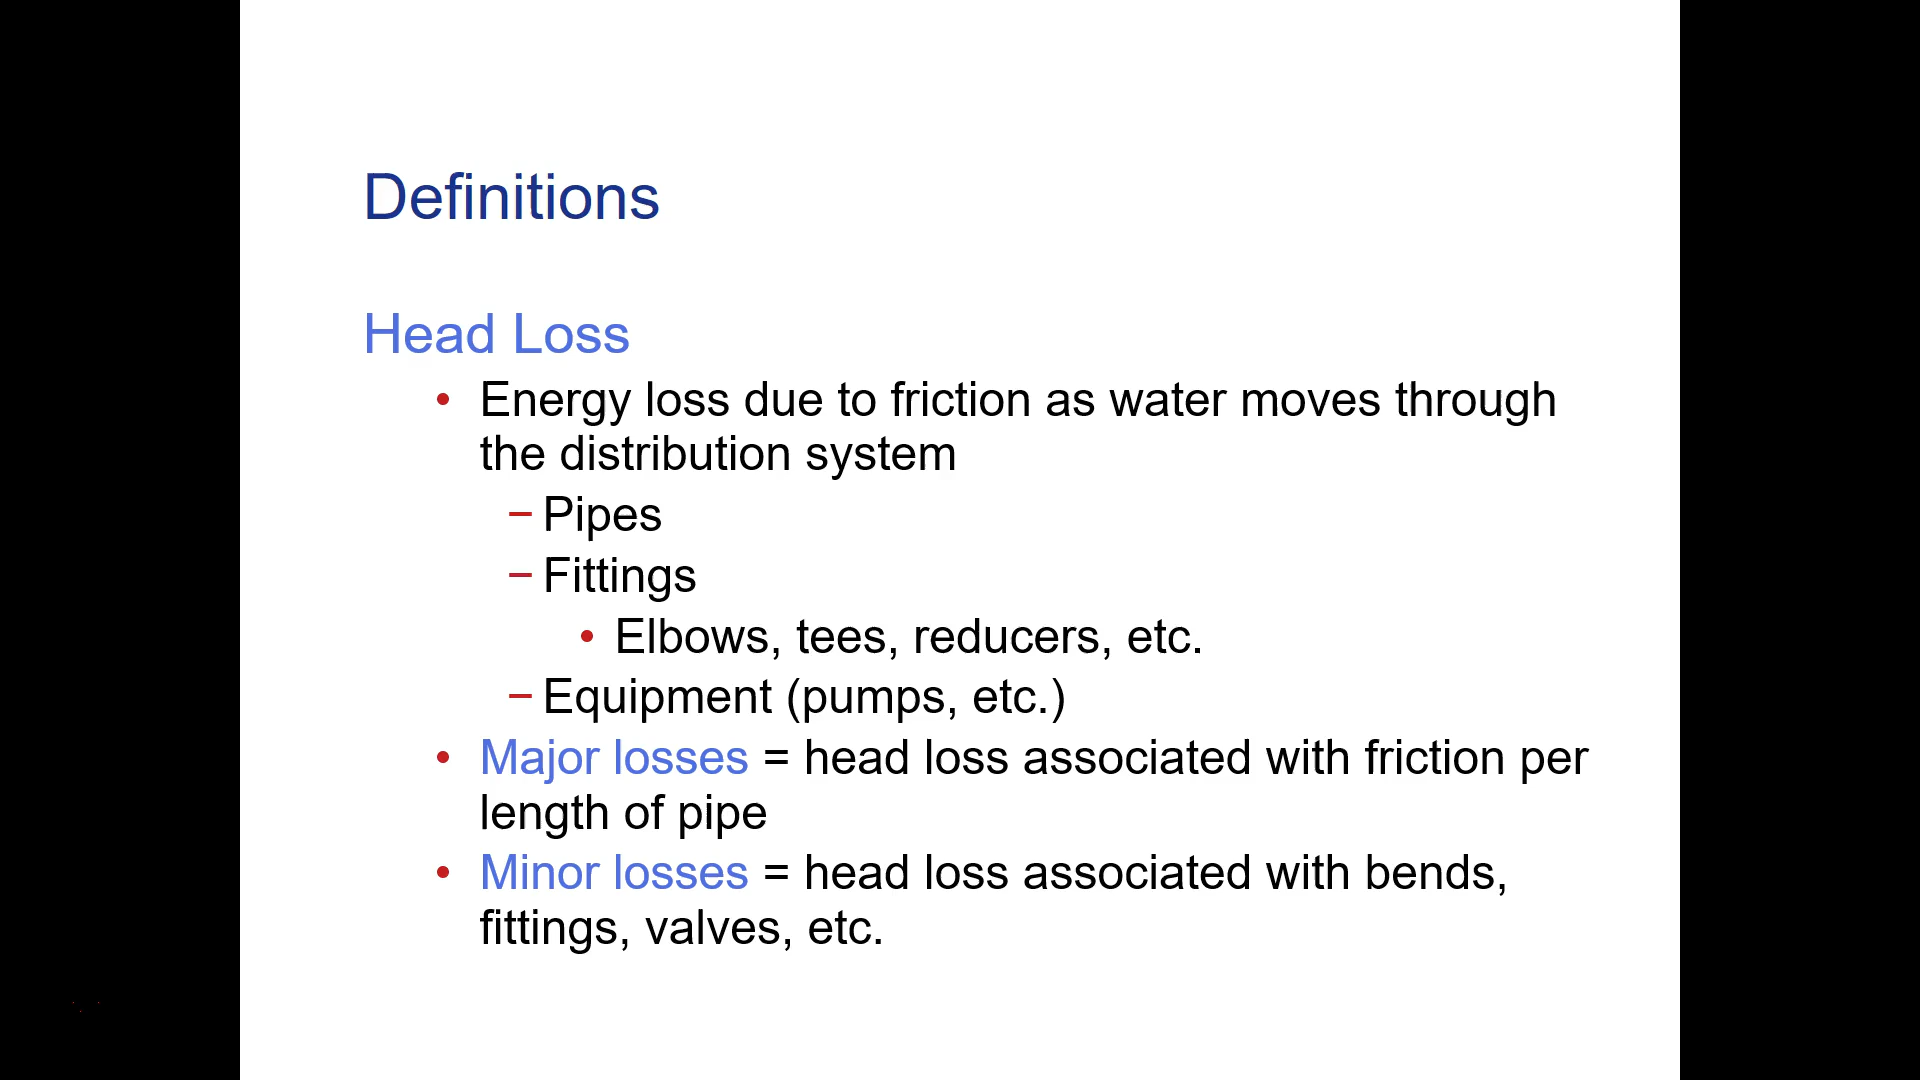 Definitions
Head Loss
• Energy loss due to friction as water moves through
the distribution system
– Pipes
– Fittings
• Elbows, tees, reducers, etc.
– Equipment (pumps, etc.)
• Major losses = head loss associated with friction per
length of pipe
• Minor losses = head loss associated with bends,
fittings, valves, etc.